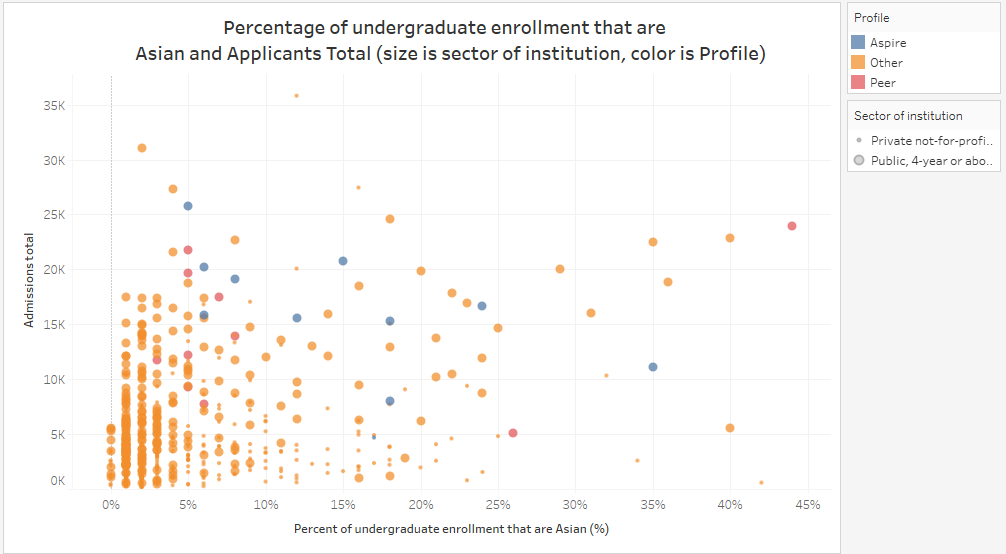 Percentage of undergraduate enrollment that are
Asian and Applicants Total (size is sector of institution, color is Profile)
Profile
Aspire
Other
Peer
Sector of institution
Private not-for-profi..
Public, 4-year or abo..
Admissions total
35K
30K
25K
20K
15K
10K
5K
0K
0%
5%
10%
15%
20%
25%
30%
35%
40%
45%
Percent of undergraduate enrollment that are Asian (%)